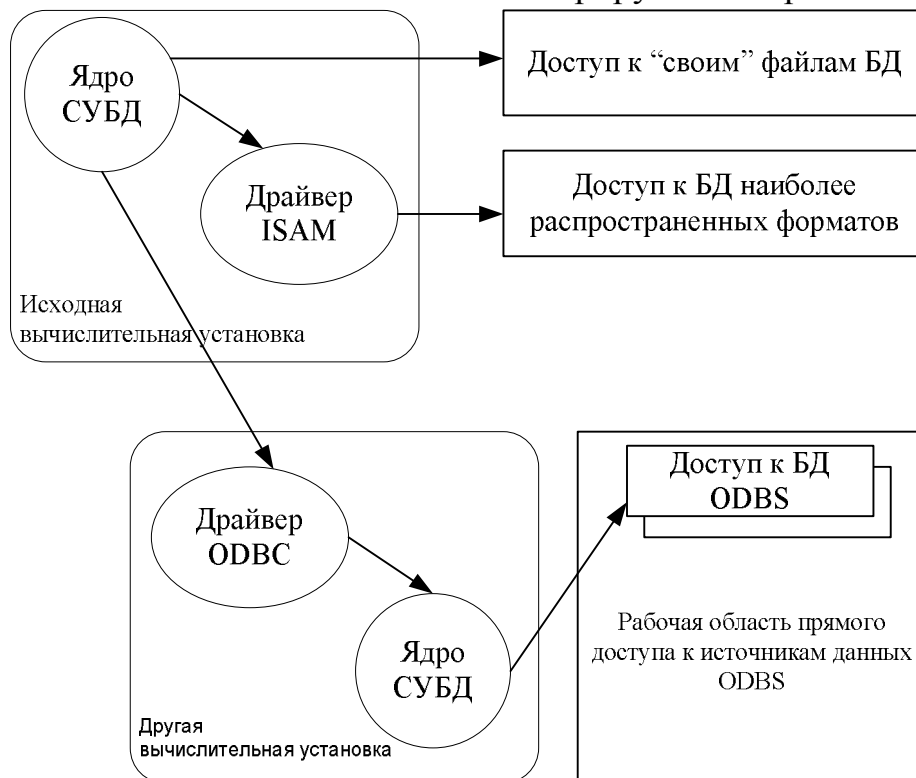 Ядро
СУБД
Доступ к “своим” файлам БД
Драйвер
ISAM
Доступ к БД наиболее
распространенных форматов
Исходная
вычислительная установка
Драйвер
ODBC
Ядро
СУБД
Другая
вычислительная установка
Доступ к БД
ODBS
Рабочая область прямого
доступа к источникам данных
ODBS